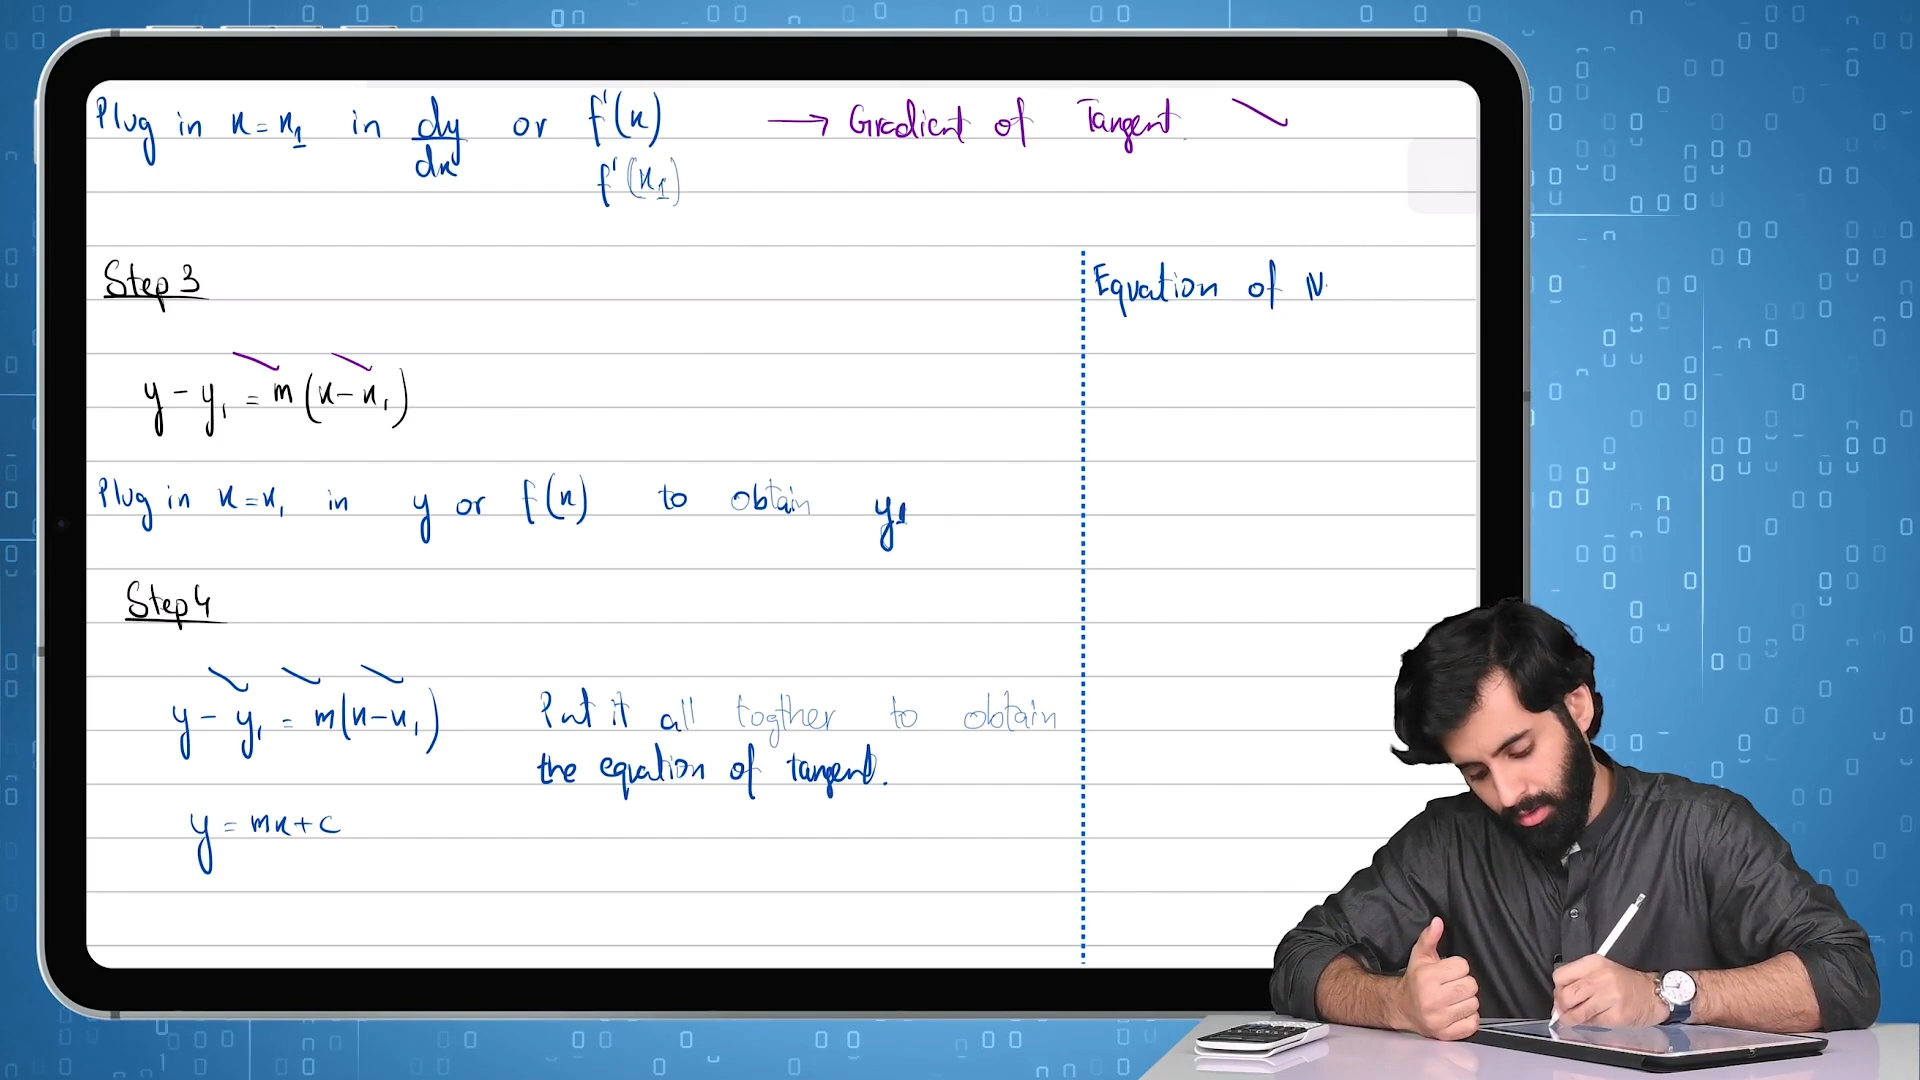 Plug in x = x₁ in dy/dx or f'(x) → Gradient of Tangent
f'(x₁)
Step 3
Equation of N
y - y₁ = m(x - x₁)
Plug in x = x₁ in y or f(x) to obtain y₁
Step 4
y - y₁ = m(x - x₁) Put it all togther to obtain
the equation of tangent.
y = mx + c